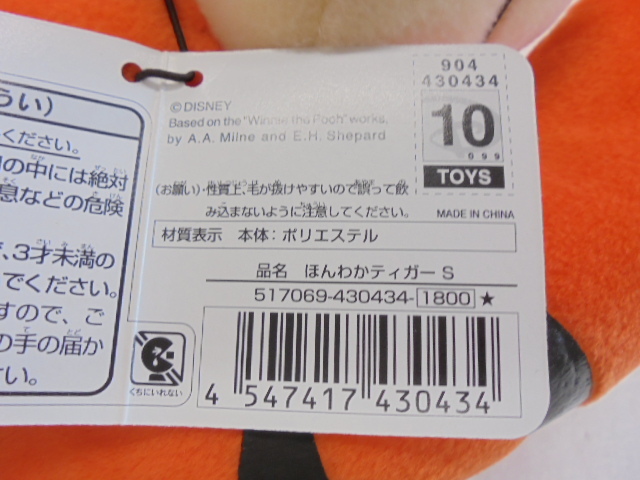 うい)
ください。
の中には絶対
息などの危険
で、3才未満の
でください。
すので、ご
の手の届か
さい。
©DISNEY
Based on the "Winnie the Pooh" works,
by A.A. Milne and E.H. Shepard
904
430434
10
099
TOYS
(お願い)・性質上、毛が抜けやすいので誤って飲
み込まないように注意してください。
MADE IN CHINA
材質表示 本体:ポリエステル
品名 ほんわかティガー S
517069-430434-1800 ★
くちにいれない
4 547417 430434